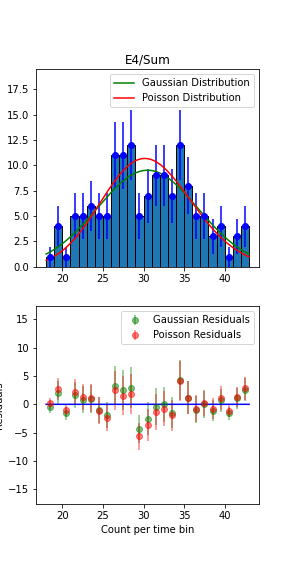 E4/Sum
Gaussian Distribution
Poisson Distribution
17.5
15.0
12.5
10.0
7.5
5.0
2.5
0.0
20 25 30 35 40
Gaussian Residuals
Poisson Residuals
15
10
5
0
−5
−10
−15
20 25 30 35 40
Count per time bin